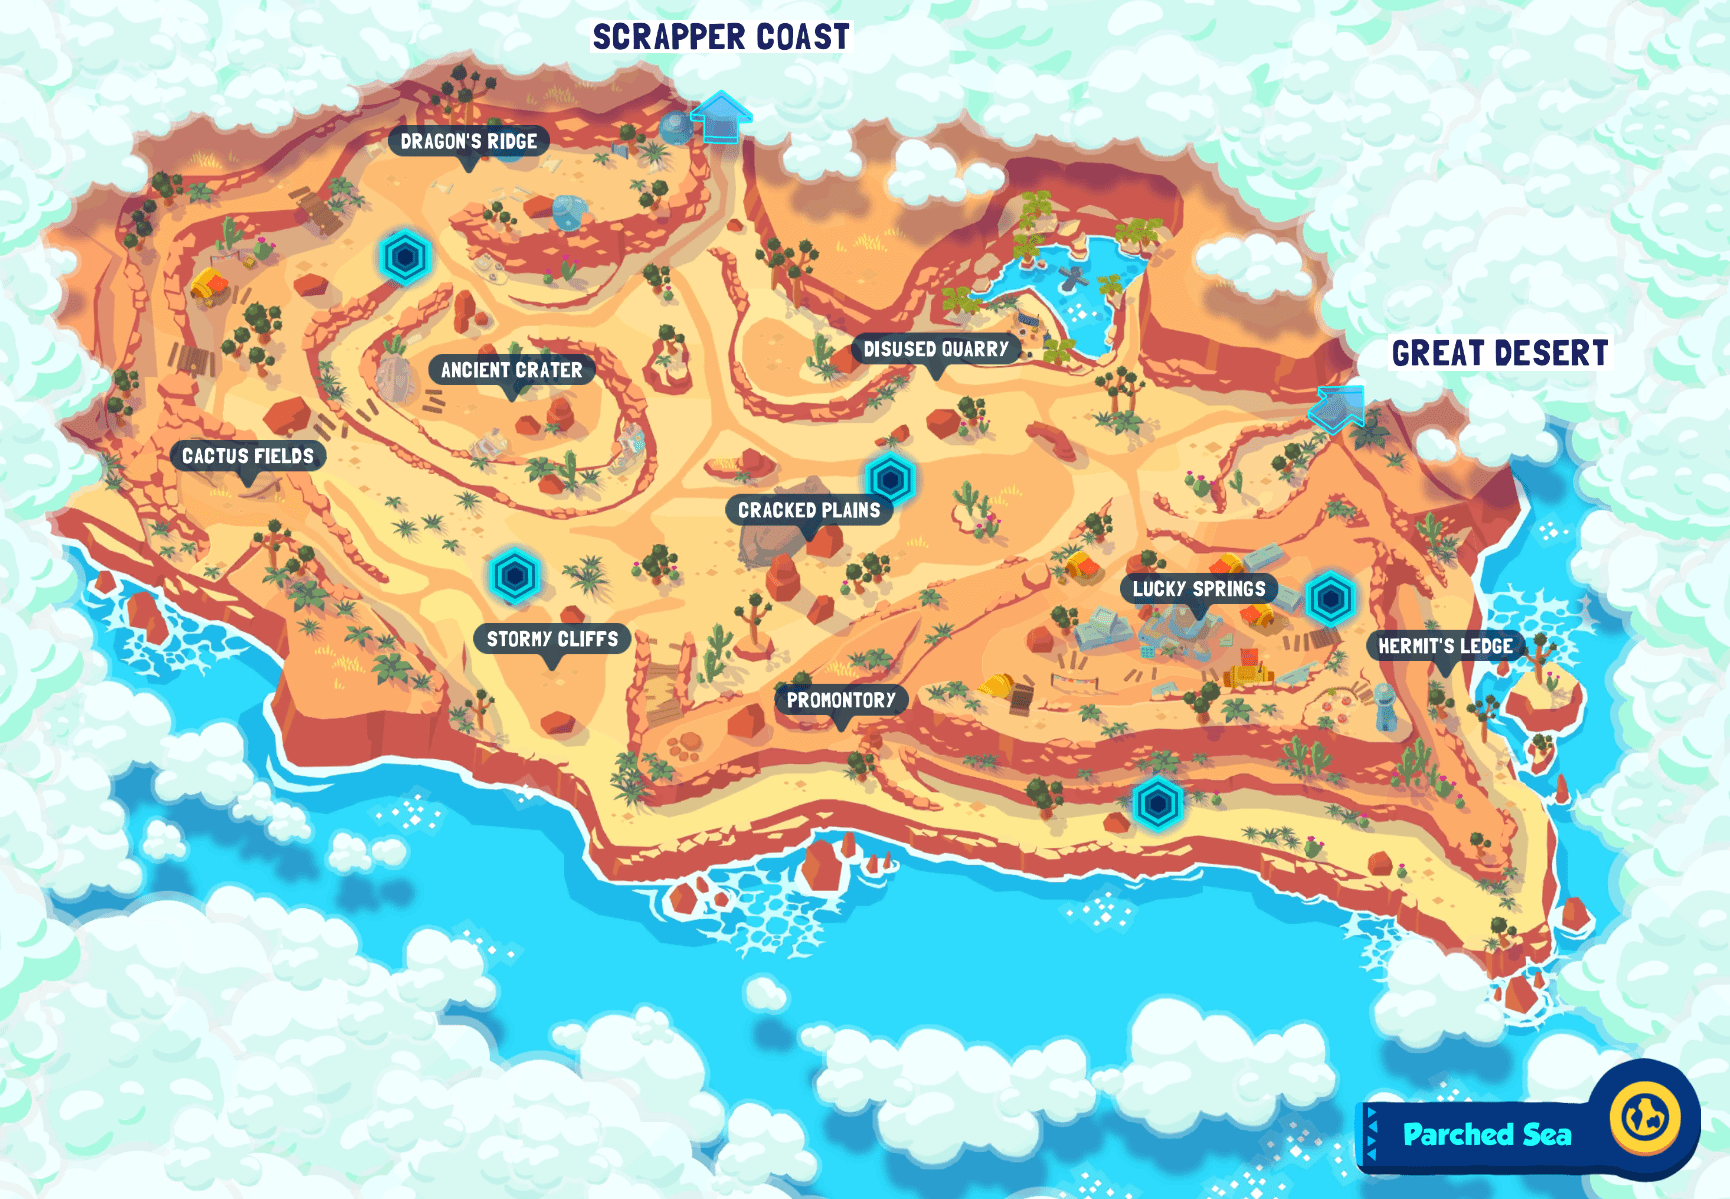 SCRAPPER COAST
DRAGON'S RIDGE
GREAT DESERT
DISUSED QUARRY
ANCIENT CRATER
CACTUS FIELDS
CRACKED PLAINS
LUCKY SPRINGS
STORMY CLIFFS
HERMIT'S LEDGE
PROMONTORY
Parched Sea